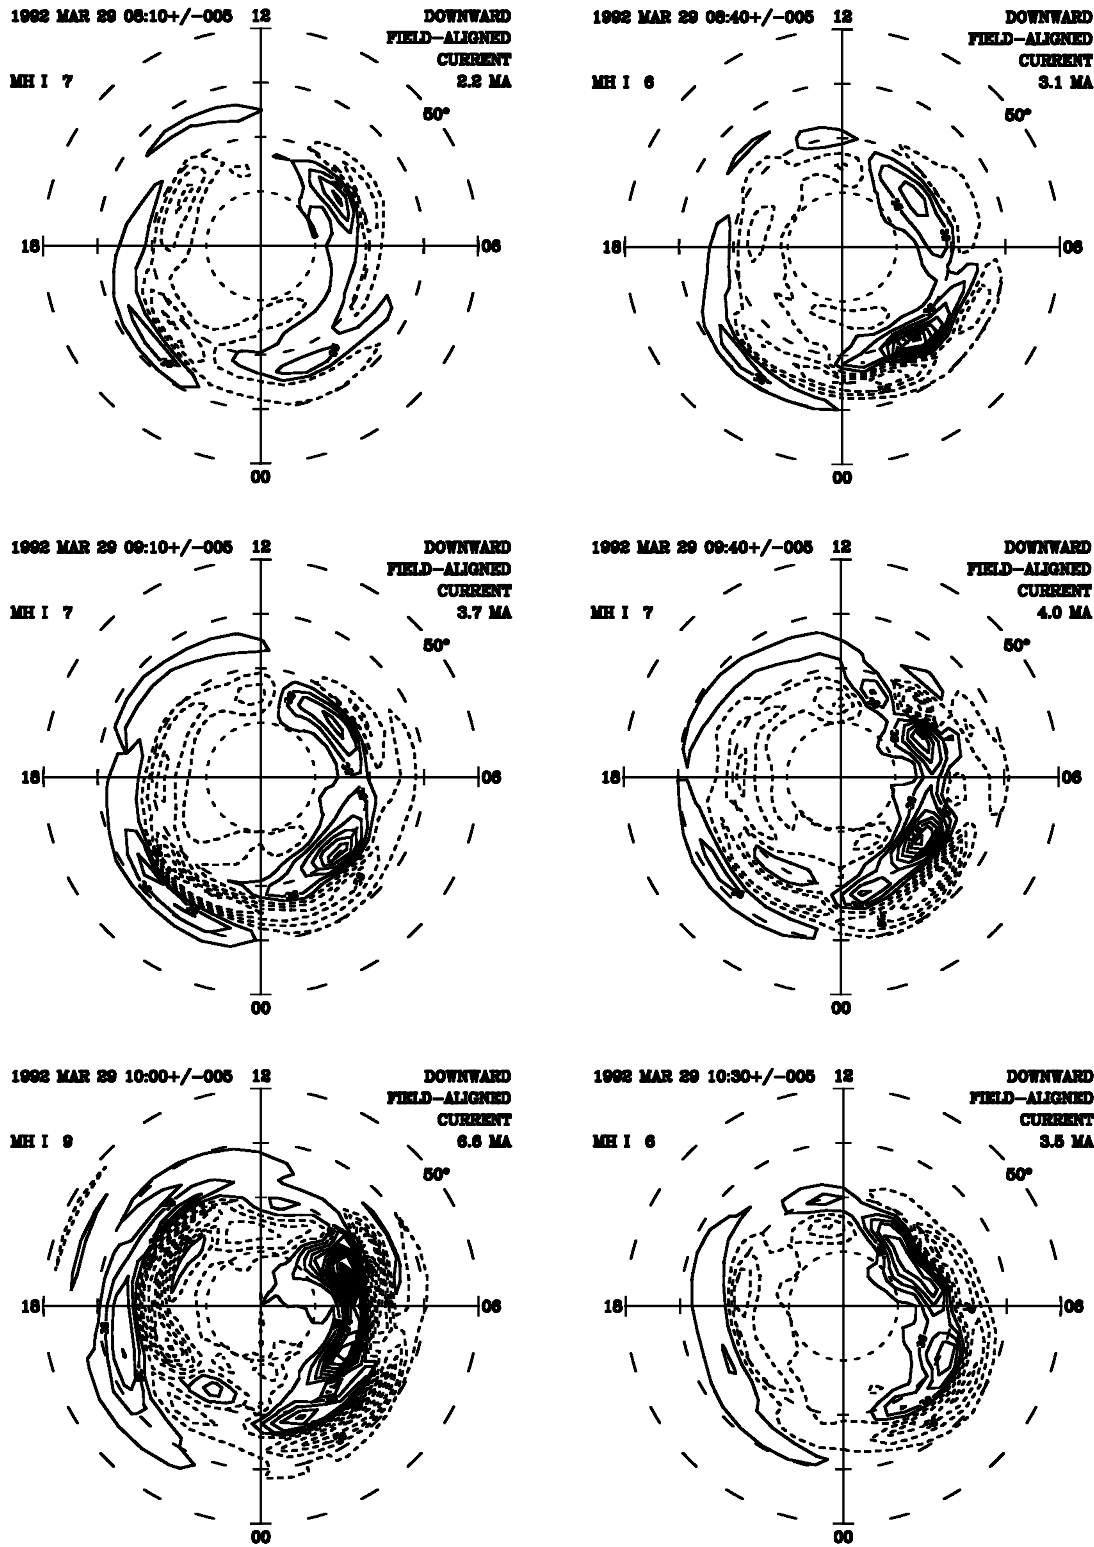 1992 MAR 29 08:10+/-005 12 DOWNWARD
FIELD-ALIGNED
CURRENT
MH I 7 2.2 MA
50°
18 06
00
1992 MAR 29 08:40+/-005 12 DOWNWARD
FIELD-ALIGNED
CURRENT
MH I 6 3.1 MA
50°
18 06
00
1992 MAR 29 09:10+/-005 12 DOWNWARD
FIELD-ALIGNED
CURRENT
MH I 7 3.7 MA
50°
18 06
00
1992 MAR 29 09:40+/-005 12 DOWNWARD
FIELD-ALIGNED
CURRENT
MH I 7 4.0 MA
50°
18 06
00
1992 MAR 29 10:00+/-005 12 DOWNWARD
FIELD-ALIGNED
CURRENT
MH I 9 6.6 MA
50°
18 06
00
1992 MAR 29 10:30+/-005 12 DOWNWARD
FIELD-ALIGNED
CURRENT
MH I 6 3.5 MA
50°
18 06
00